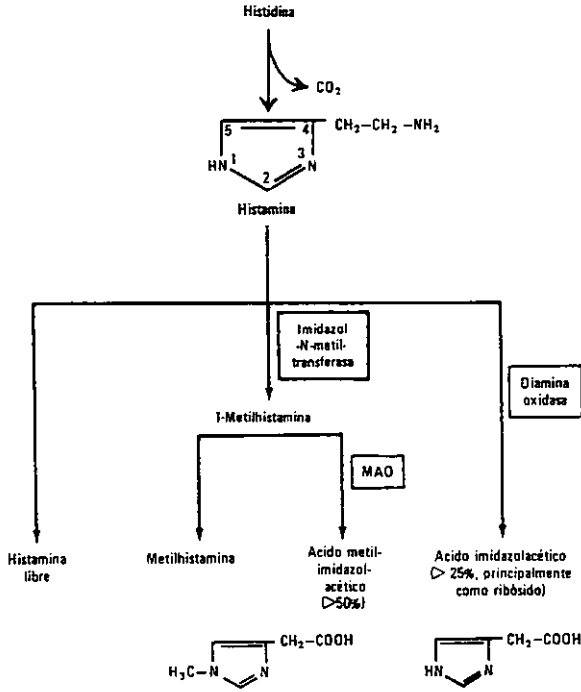 Histidina
CO₂
5 4 CH₂-CH₂-NH₂
HN 1 3 N
2
Histamina
Imidazol
-N-metil-
transferasa
Diamina
oxidasa
1-Metilhistamina
MAO
Histamina
libre
Metilhistamina
Acido metil-
imidazol-
acético
(>50%)
Acido imidazolacético
(> 25%, principalmente
como ribósido)
CH₂-COOH
H₃C-N N
CH₂-COOH
HN N